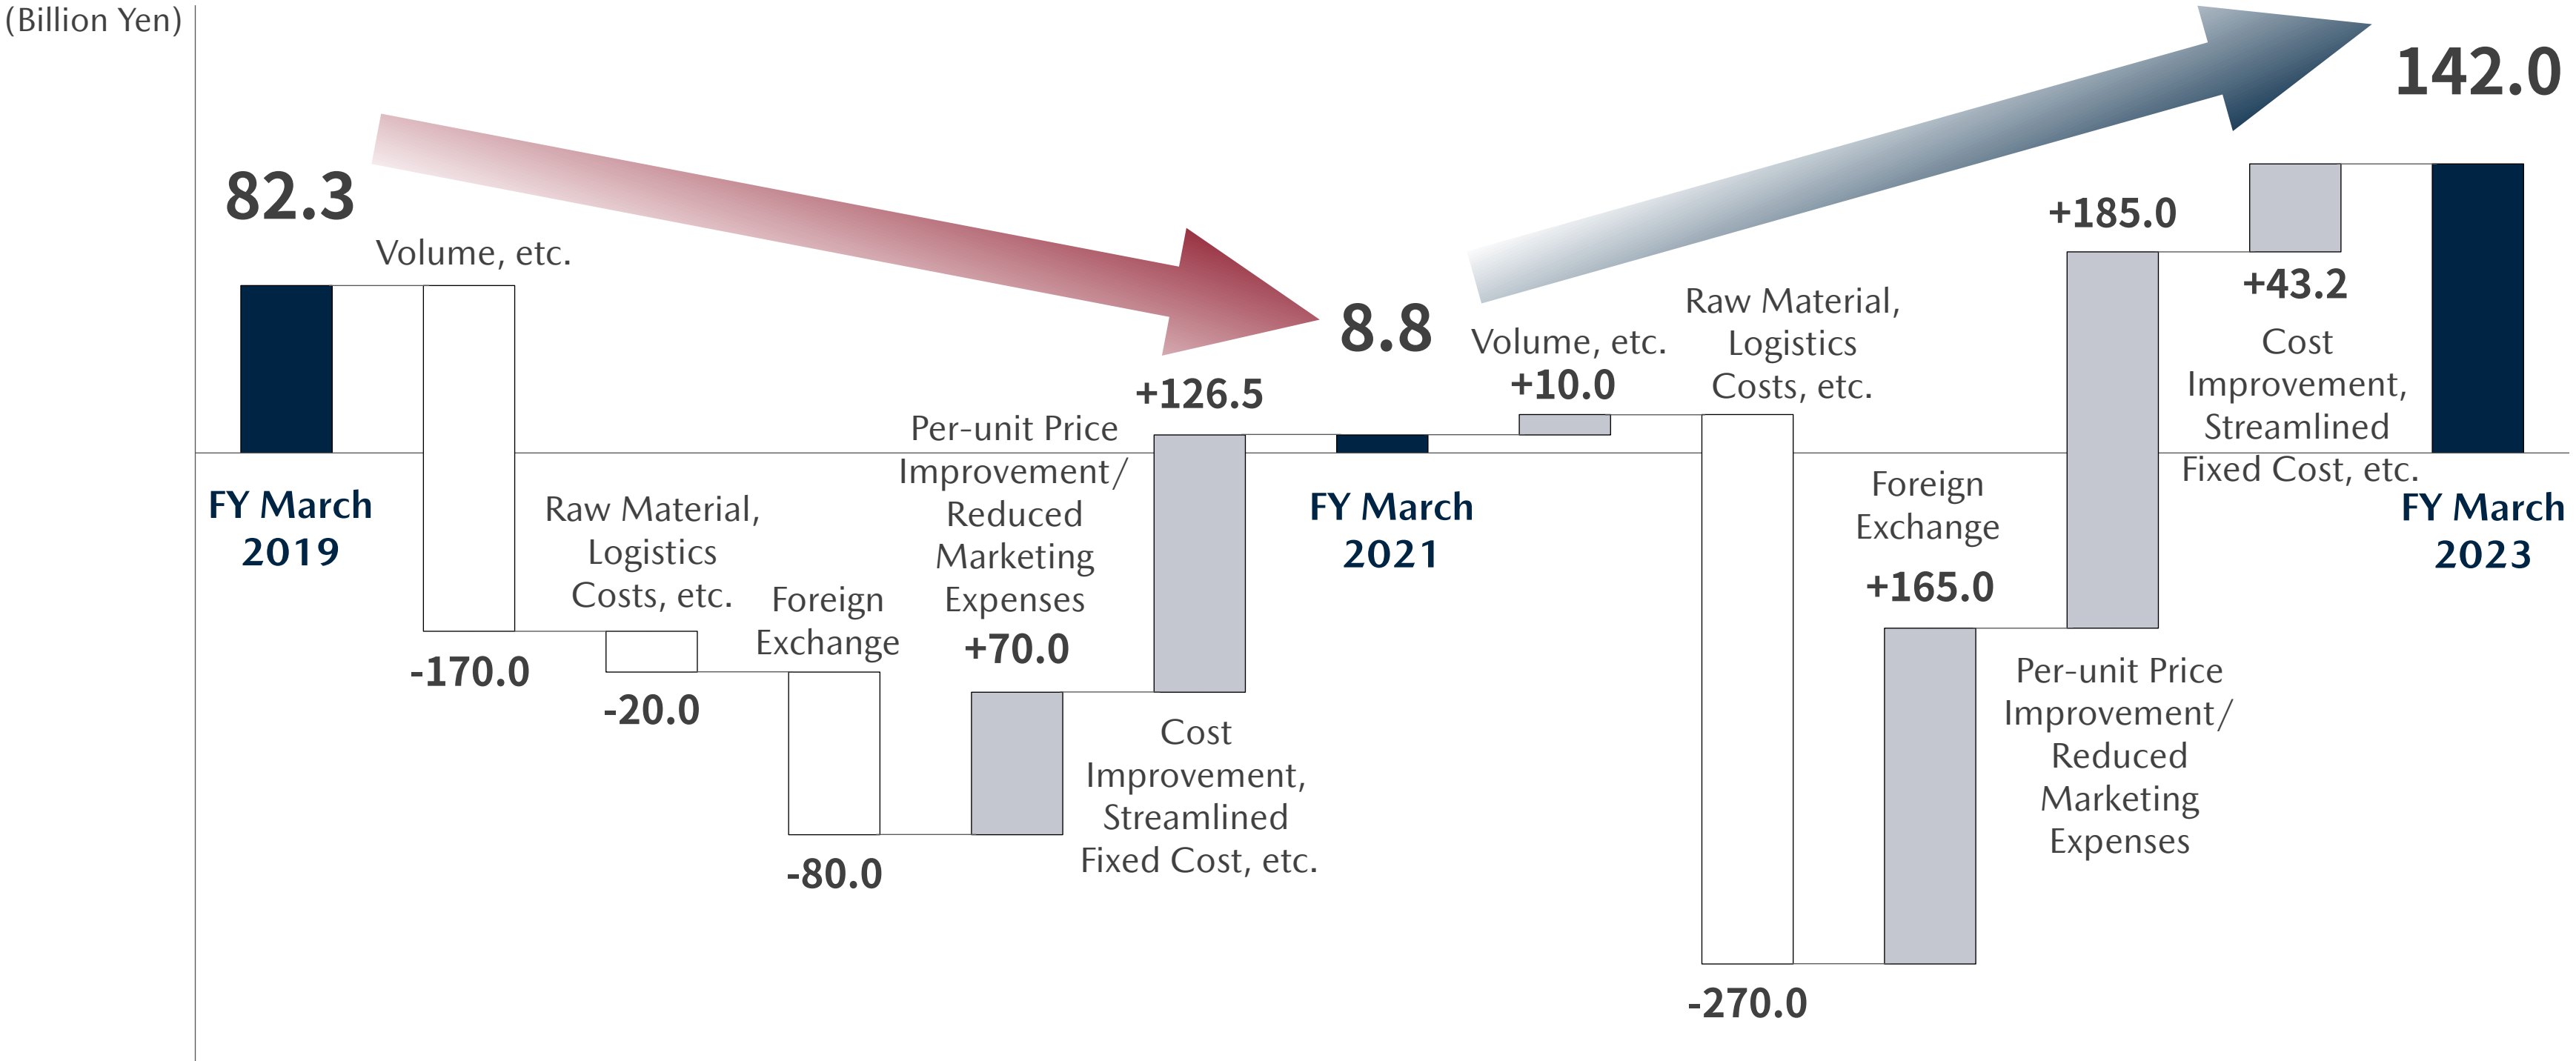 (Billion Yen)
82.3
FY March
2019
Volume, etc.
-170.0
Raw Material,
Logistics
Costs, etc.
-20.0
Foreign
Exchange
-80.0
Per-unit Price
Improvement/
Reduced
Marketing
Expenses
+70.0
+126.5
Cost
Improvement,
Streamlined
Fixed Cost, etc.
8.8
FY March
2021
Volume, etc.
+10.0
Raw Material,
Logistics
Costs, etc.
-270.0
Foreign
Exchange
+165.0
+185.0
Per-unit Price
Improvement/
Reduced
Marketing
Expenses
+43.2
Cost
Improvement,
Streamlined
Fixed Cost, etc.
142.0
FY March
2023